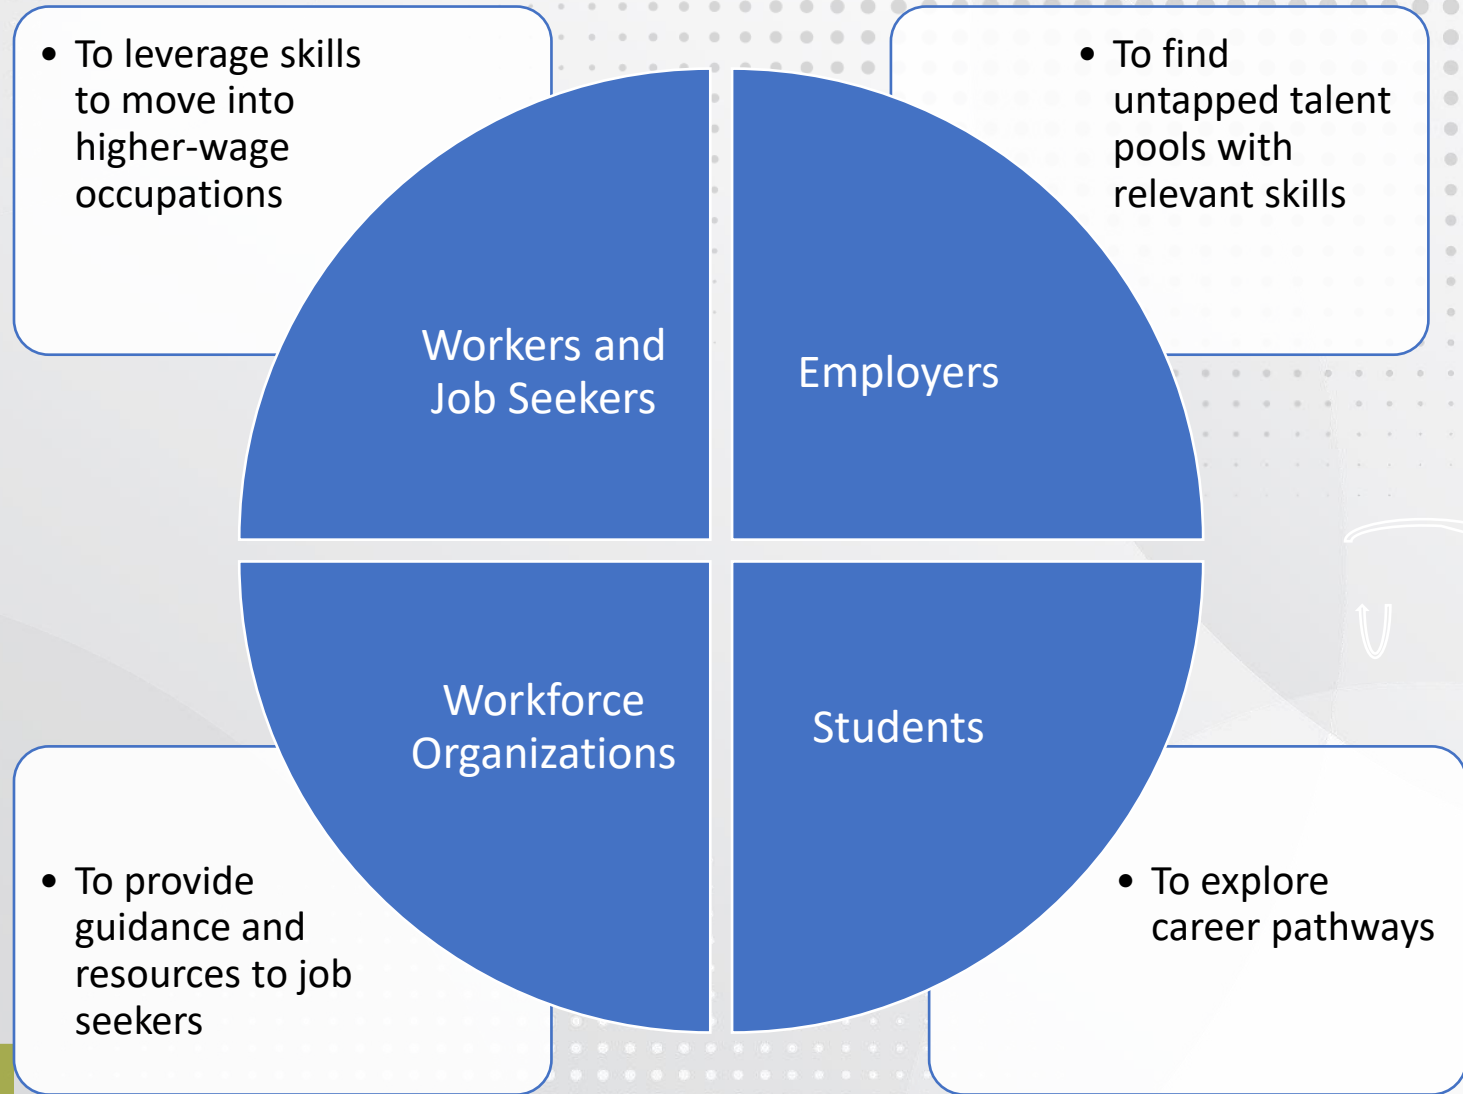 • To leverage skills
to move into
higher-wage
occupations
Workers and
Job Seekers
• To find
untapped talent
pools with
relevant skills
Employers
• To provide
guidance and
resources to job
seekers
Workforce
Organizations
• To explore
career pathways
Students